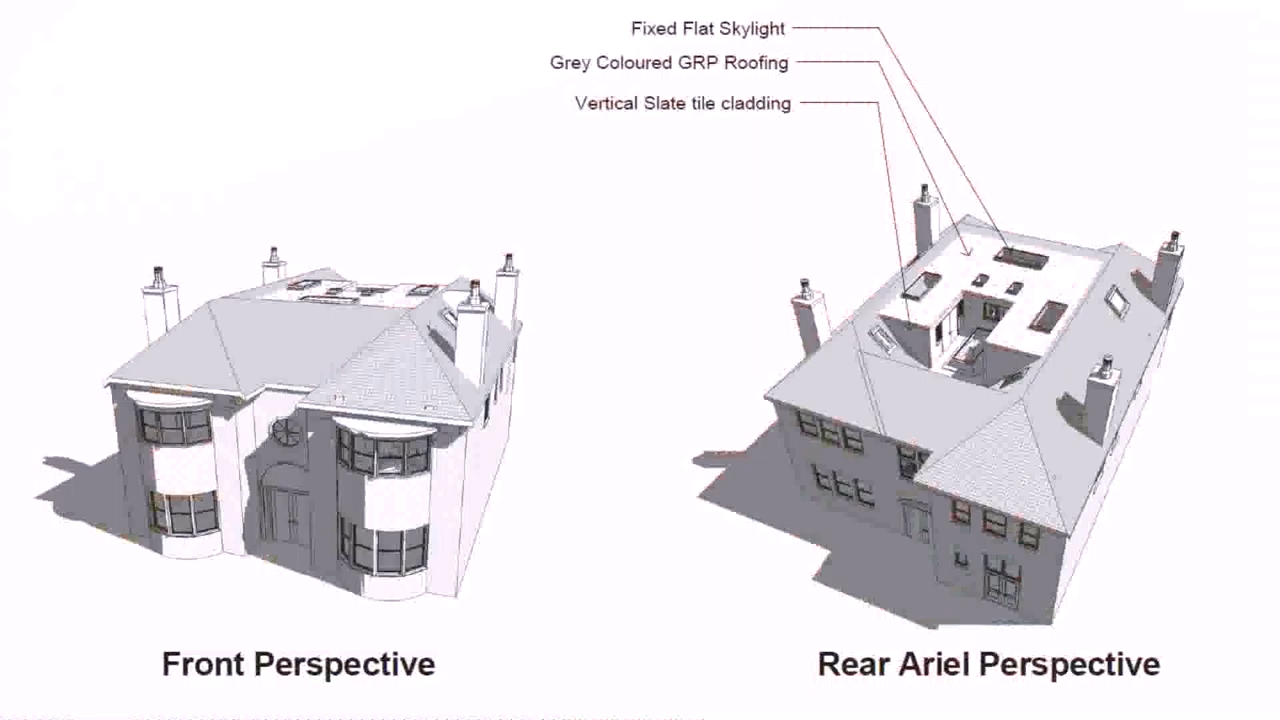 Fixed Flat Skylight
Grey Coloured GRP Roofing
Vertical Slate tile cladding
Front Perspective
Rear Ariel Perspective